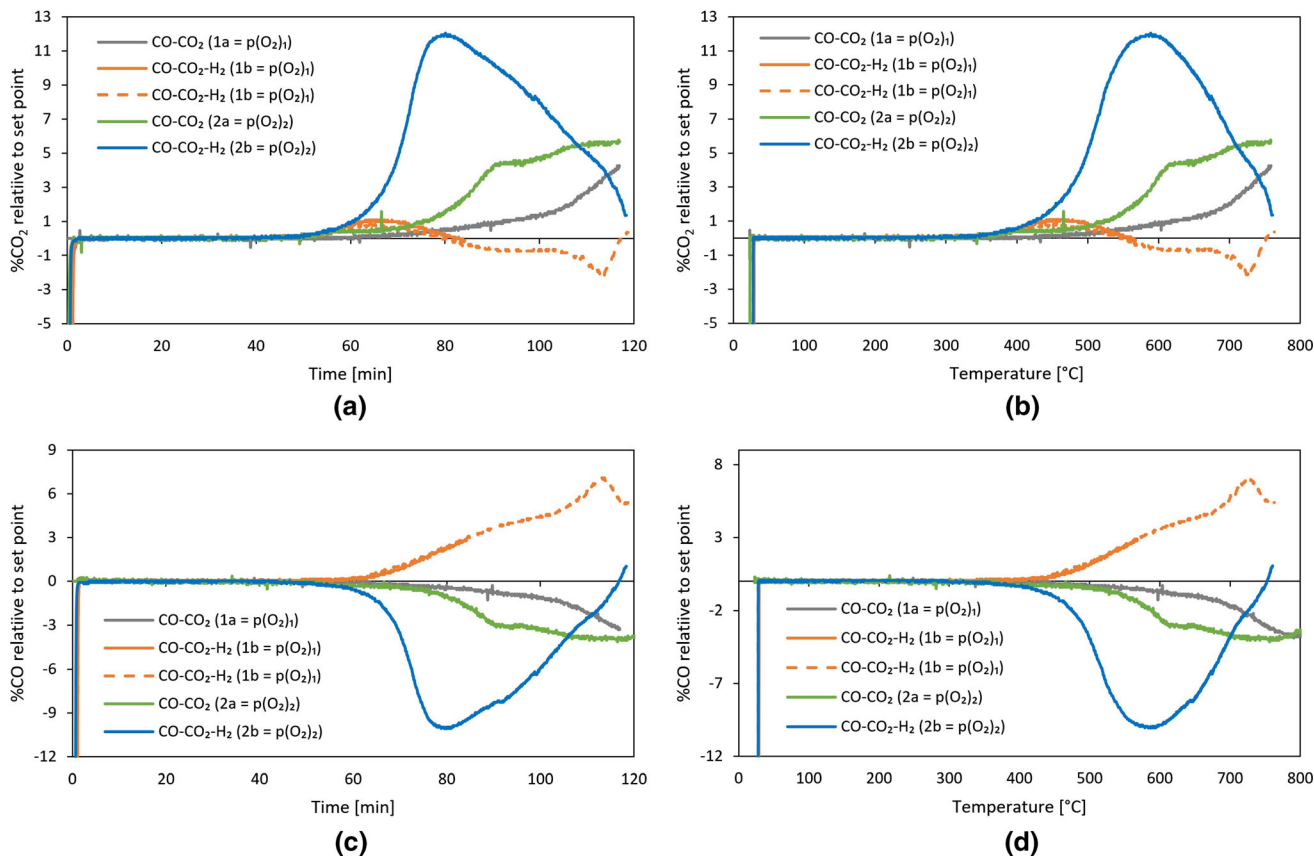 13
11
9
7
5
3
1
-1
-3
-5
%CO₂ relatiive to set point
CO-CO₂ (1a = p(O₂)₁)
CO-CO₂-H₂ (1b = p(O₂)₁)
CO-CO₂-H₂ (1b = p(O₂)₁)
CO-CO₂ (2a = p(O₂)₂)
CO-CO₂-H₂ (2b = p(O₂)₂)
0 20 40 60 80 100 120
Time [min]
(a)
13
11
9
7
5
3
1
-1
-3
-5
%CO₂ relative to set point
CO-CO₂ (1a = p(O₂)₁)
CO-CO₂-H₂ (1b = p(O₂)₁)
CO-CO₂-H₂ (1b = p(O₂)₁)
CO-CO₂ (2a = p(O₂)₂)
CO-CO₂-H₂ (2b = p(O₂)₂)
0 100 200 300 400 500 600 700 800
Temperature [°C]
(b)
9
6
3
0
-3
-6
-9
-12
%CO relatiive to set point
CO-CO₂ (1a = p(O₂)₁)
CO-CO₂-H₂ (1b = p(O₂)₁)
CO-CO₂-H₂ (1b = p(O₂)₁)
CO-CO₂ (2a = p(O₂)₂)
CO-CO₂-H₂ (2b = p(O₂)₂)
0 20 40 60 80 100 120
Time [min]
(c)
8
3
-2
-7
-12
%CO relative to set point
CO-CO₂ (1a = p(O₂)₁)
CO-CO₂-H₂ (1b = p(O₂)₁)
CO-CO₂-H₂ (1b = p(O₂)₁)
CO-CO₂ (2a = p(O₂)₂)
CO-CO₂-H₂ (2b = p(O₂)₂)
0 100 200 300 400 500 600 700 800
Temperature [°C]
(d)